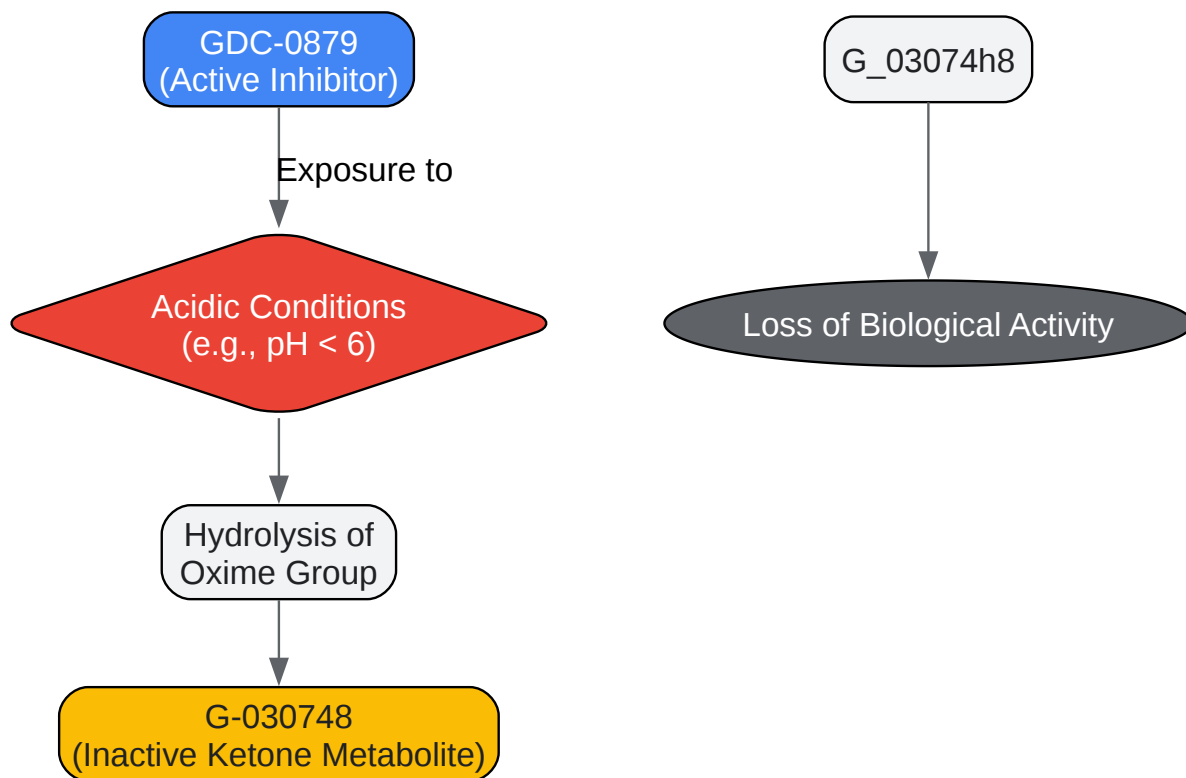 GDC-0879
(Active Inhibitor)
Exposure to
Acidic Conditions
(e.g., pH < 6)
Hydrolysis of
Oxime Group
G-030748
(Inactive Ketone Metabolite)
G_03074h8
Loss of Biological Activity